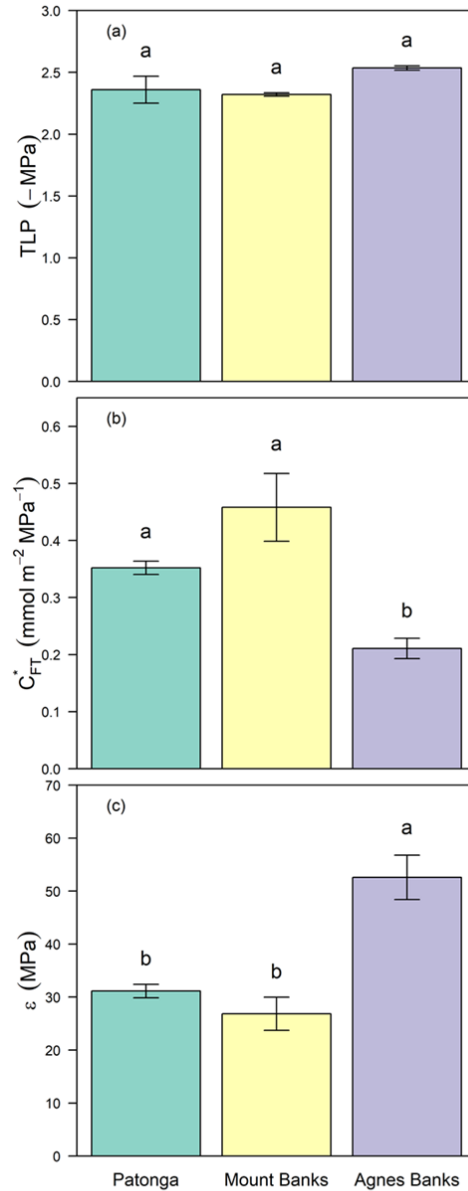 (a)
a
a
a
3.0
2.5
2.0
1.5
1.0
0.5
0.0
TLP (−MPa)
(b)
a
a
b
0.6
0.5
0.4
0.3
0.2
0.1
0.0
C*FT (mmol m−2 MPa−1)
(c)
b
b
a
70
60
50
40
30
20
10
0
ε (MPa)
Patonga Mount Banks Agnes Banks